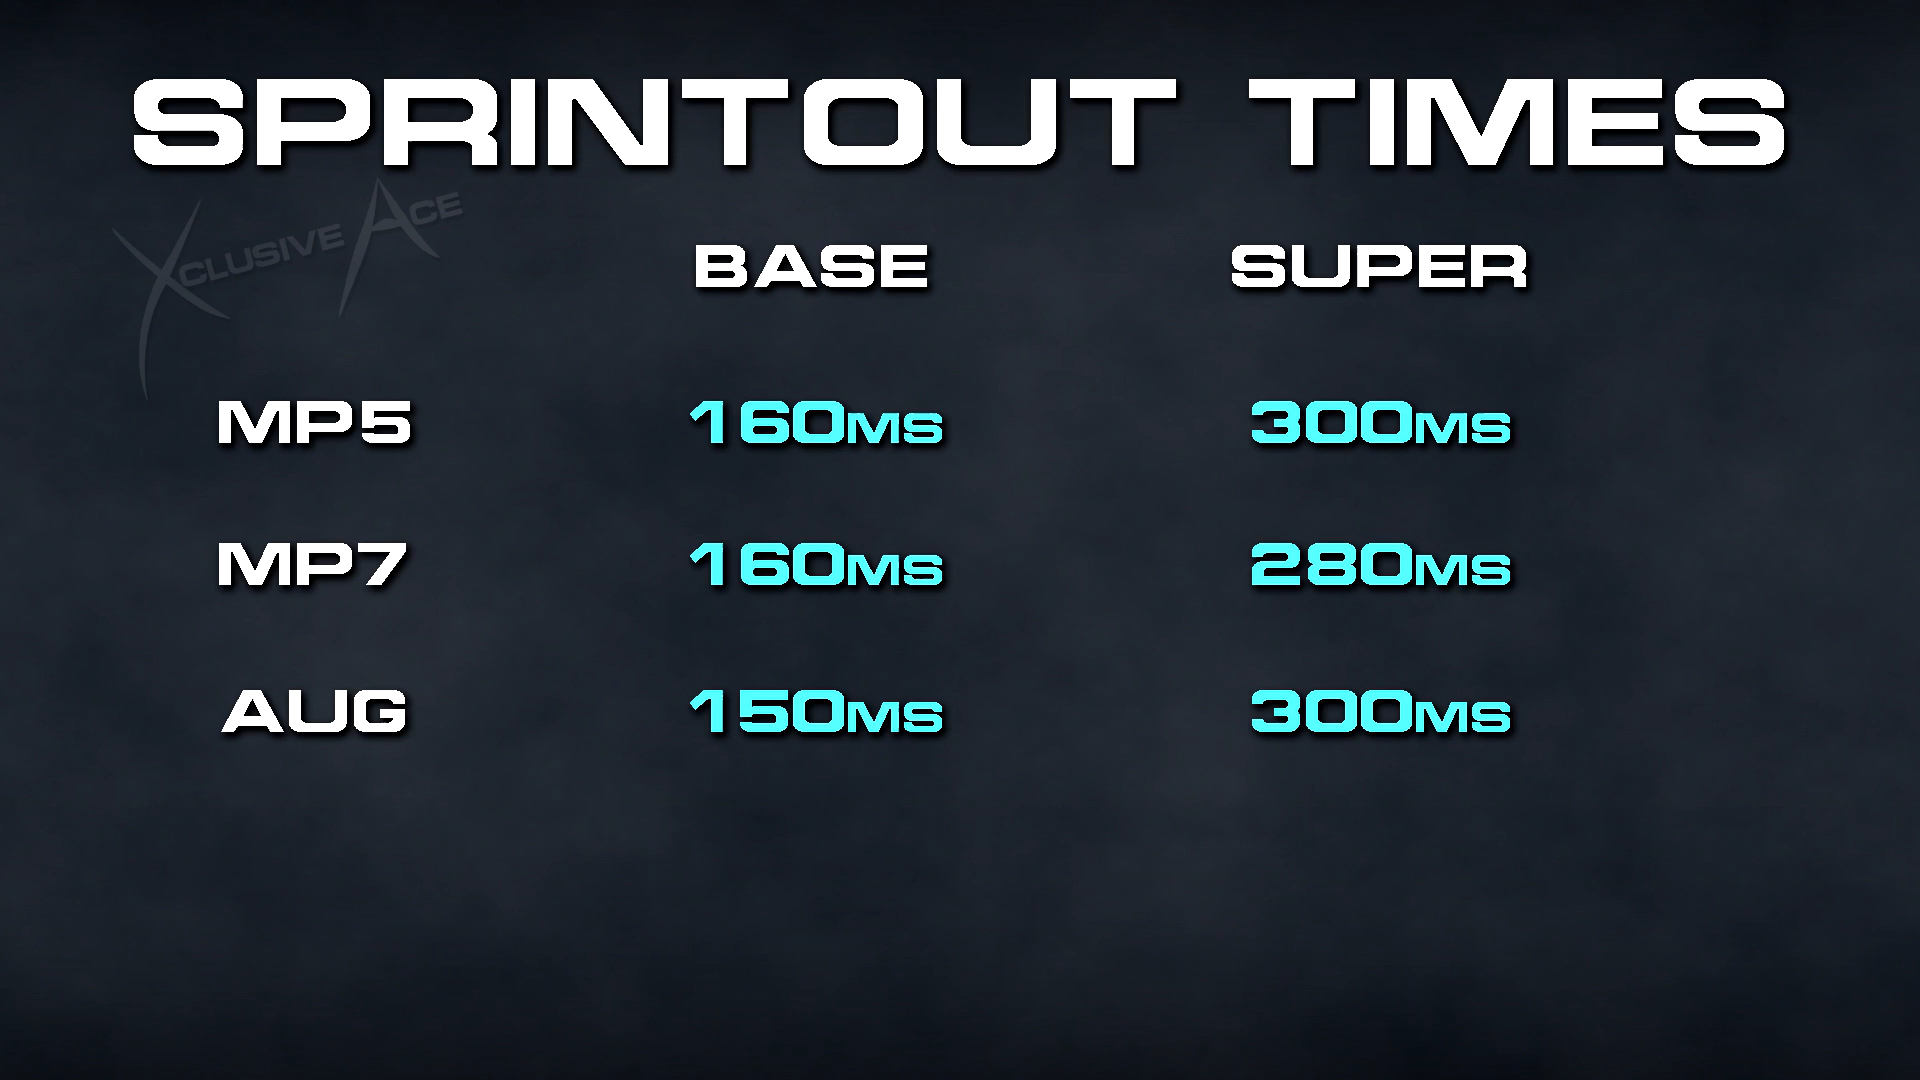 SPRINTOUT TIMES
XCLUSIVE ACE
BASE SUPER
MP5 160MS 300MS
MP7 160MS 280MS
AUG 150MS 300MS